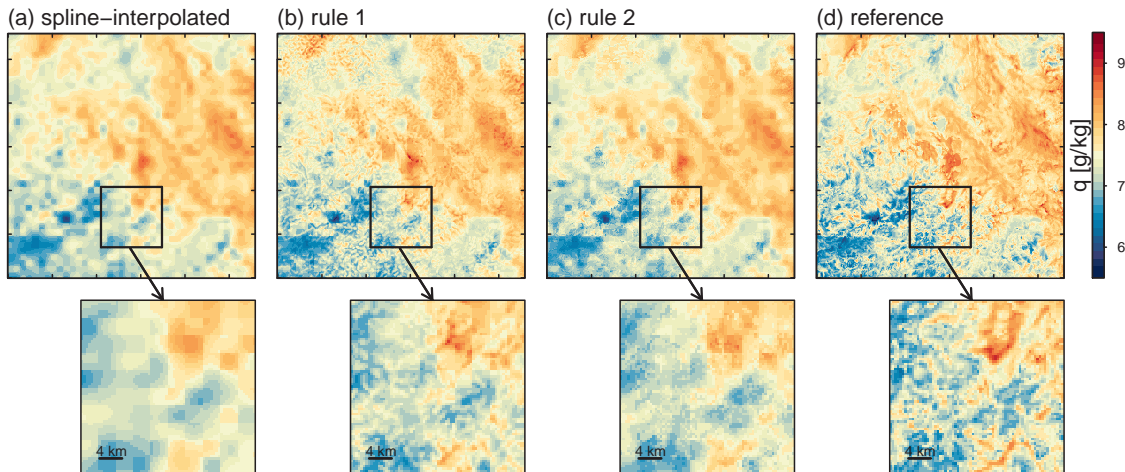 (a) spline−interpolated
(b) rule 1
(c) rule 2
(d) reference
9
8
7
6
q [g/kg]
4 km
4 km
4 km
4 km